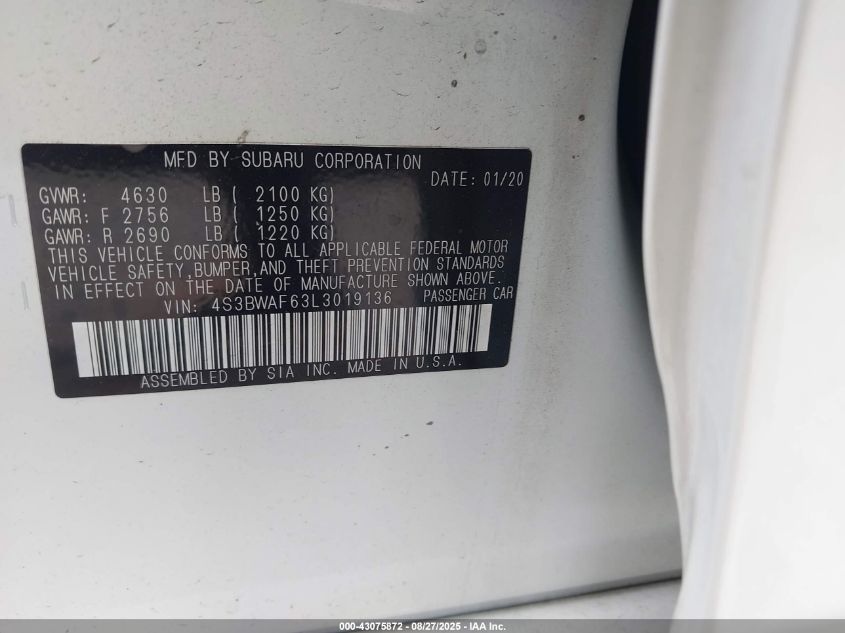 MFD BY SUBARU CORPORATION
DATE: 01/20
GVWR: 4630 LB ( 2100 KG)
GAWR: F 2756 LB ( 1250 KG)
GAWR: R 2690 LB ( 1220 KG)
THIS VEHICLE CONFORMS TO ALL APPLICABLE FEDERAL MOTOR
VEHICLE SAFETY,BUMPER,AND THEFT PREVENTION STANDARDS
IN EFFECT ON THE DATE OF MANUFACTURE SHOWN ABOVE.
VIN: 4S3BWAF63L3019136 PASSENGER CAR
ASSEMBLED BY SIA INC. MADE IN U.S.A.
000-43075872 - 08/27/2025 - IAA Inc.